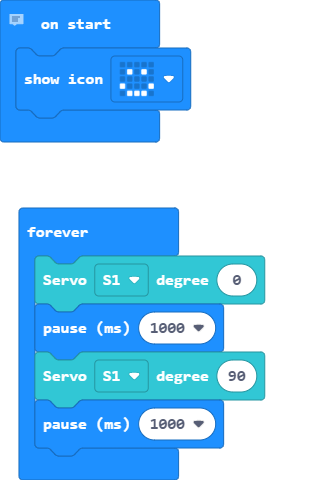 on start
show icon
forever
Servo S1 degree 0
pause (ms) 1000
Servo S1 degree 90
pause (ms) 1000